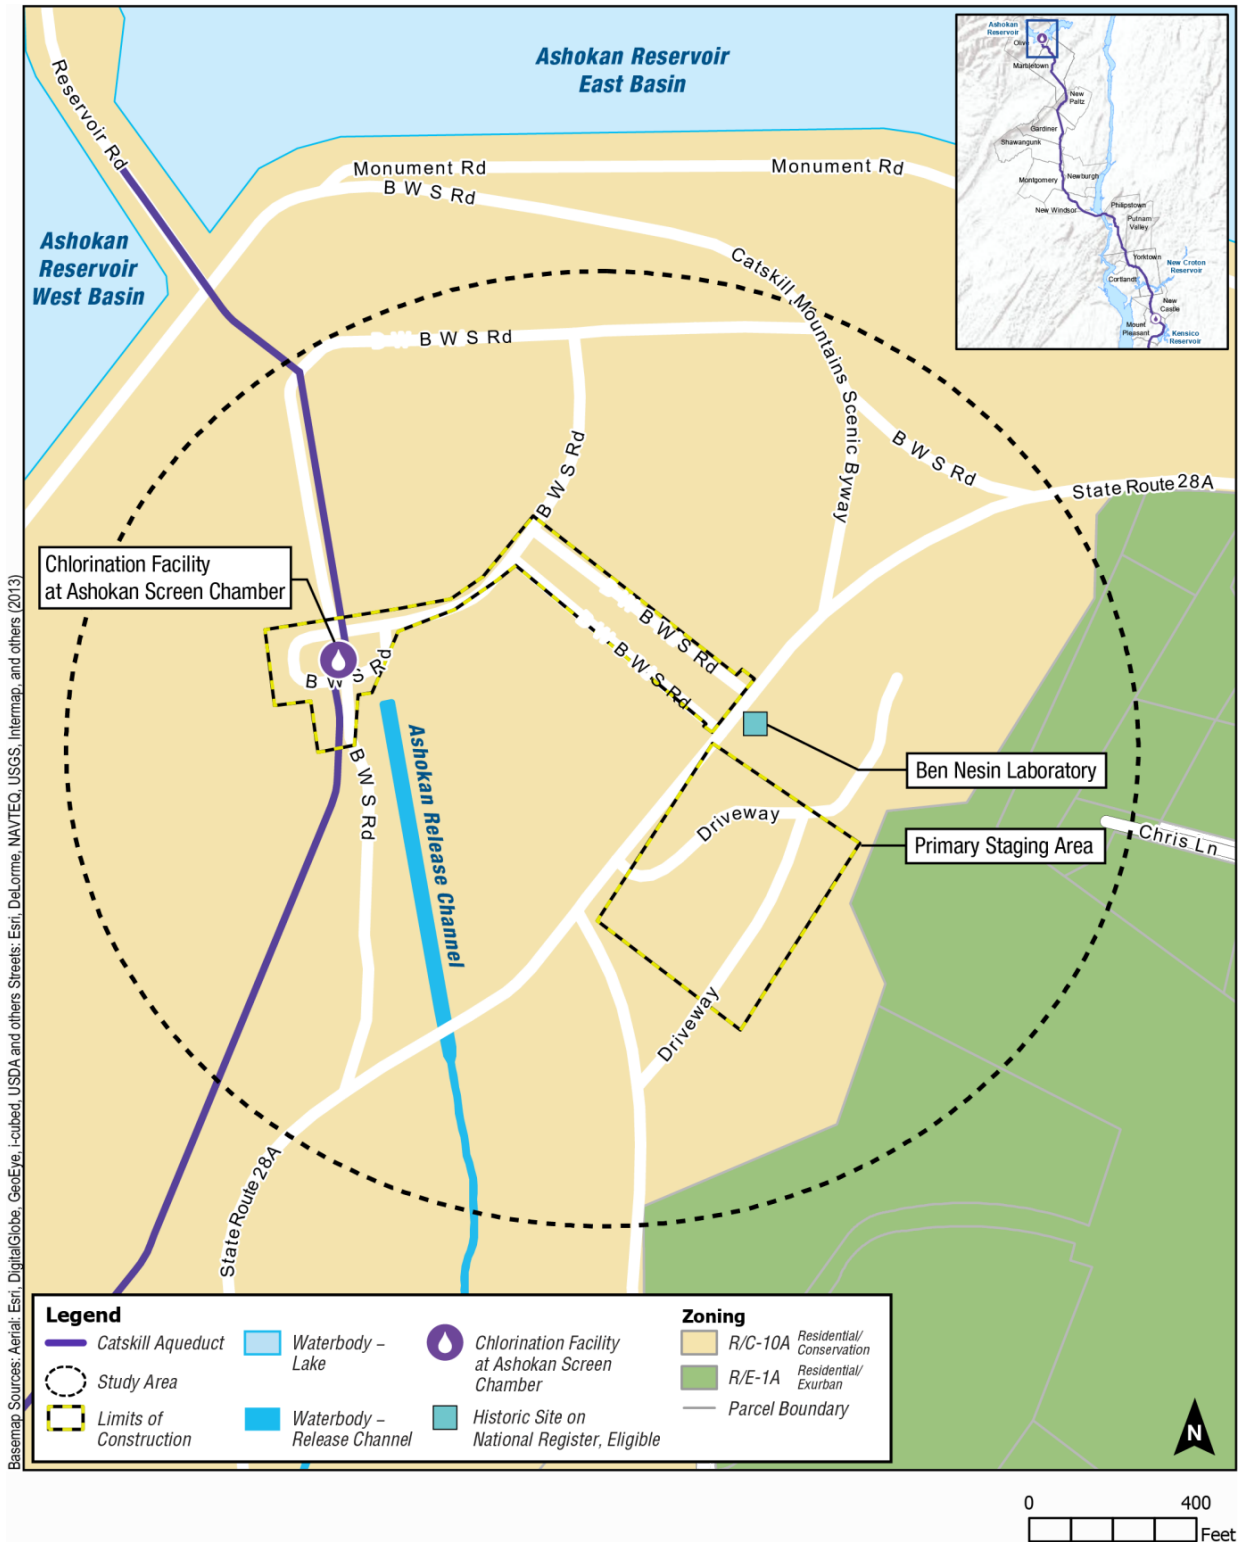 Ashokan Reservoir
East Basin
Ashokan
Reservoir
Oliv
Marbletown
New
Paltz
Gardiner
Shawangunk
Montgomery
Newburgh
New Windsor
Philipstown
Putnam
Valley
Yorktown
New Croton
Reservoir
Cortlandt
New
Castle
Mount
Pleasant
Kensico
Reservoir
Reservoir Rd
Monument Rd
Monument Rd
B W S Rd
Ashokan
Reservoir
West Basin
Catskill Mountains Scenic Byway
B W S Rd
B W S Rd
B W S Rd
State Route 28A
Chlorination Facility
at Ashokan Screen Chamber
B W S Rd
B W S Rd
B W S Rd
B W S Rd
Ashokan Release Channel
Ben Nesin Laboratory
Driveway
Primary Staging Area
Chris Ln
Driveway
State Route 28A
Legend
Catskill Aqueduct
Study Area
Limits of
Construction
Waterbody –
Lake
Waterbody –
Release Channel
Chlorination Facility
at Ashokan Screen
Chamber
Historic Site on
National Register, Eligible
Zoning
R/C-10A Residential/
Conservation
R/E-1A Residential/
Exurban
Parcel Boundary
N
0 400
Feet
Basemap Sources: Aerial: Esri, DigitalGlobe, GeoEye, i-cubed, USDA and others Streets: Esri, DeLorme, NAVTEQ, USGS, Intermap, and others (2013)